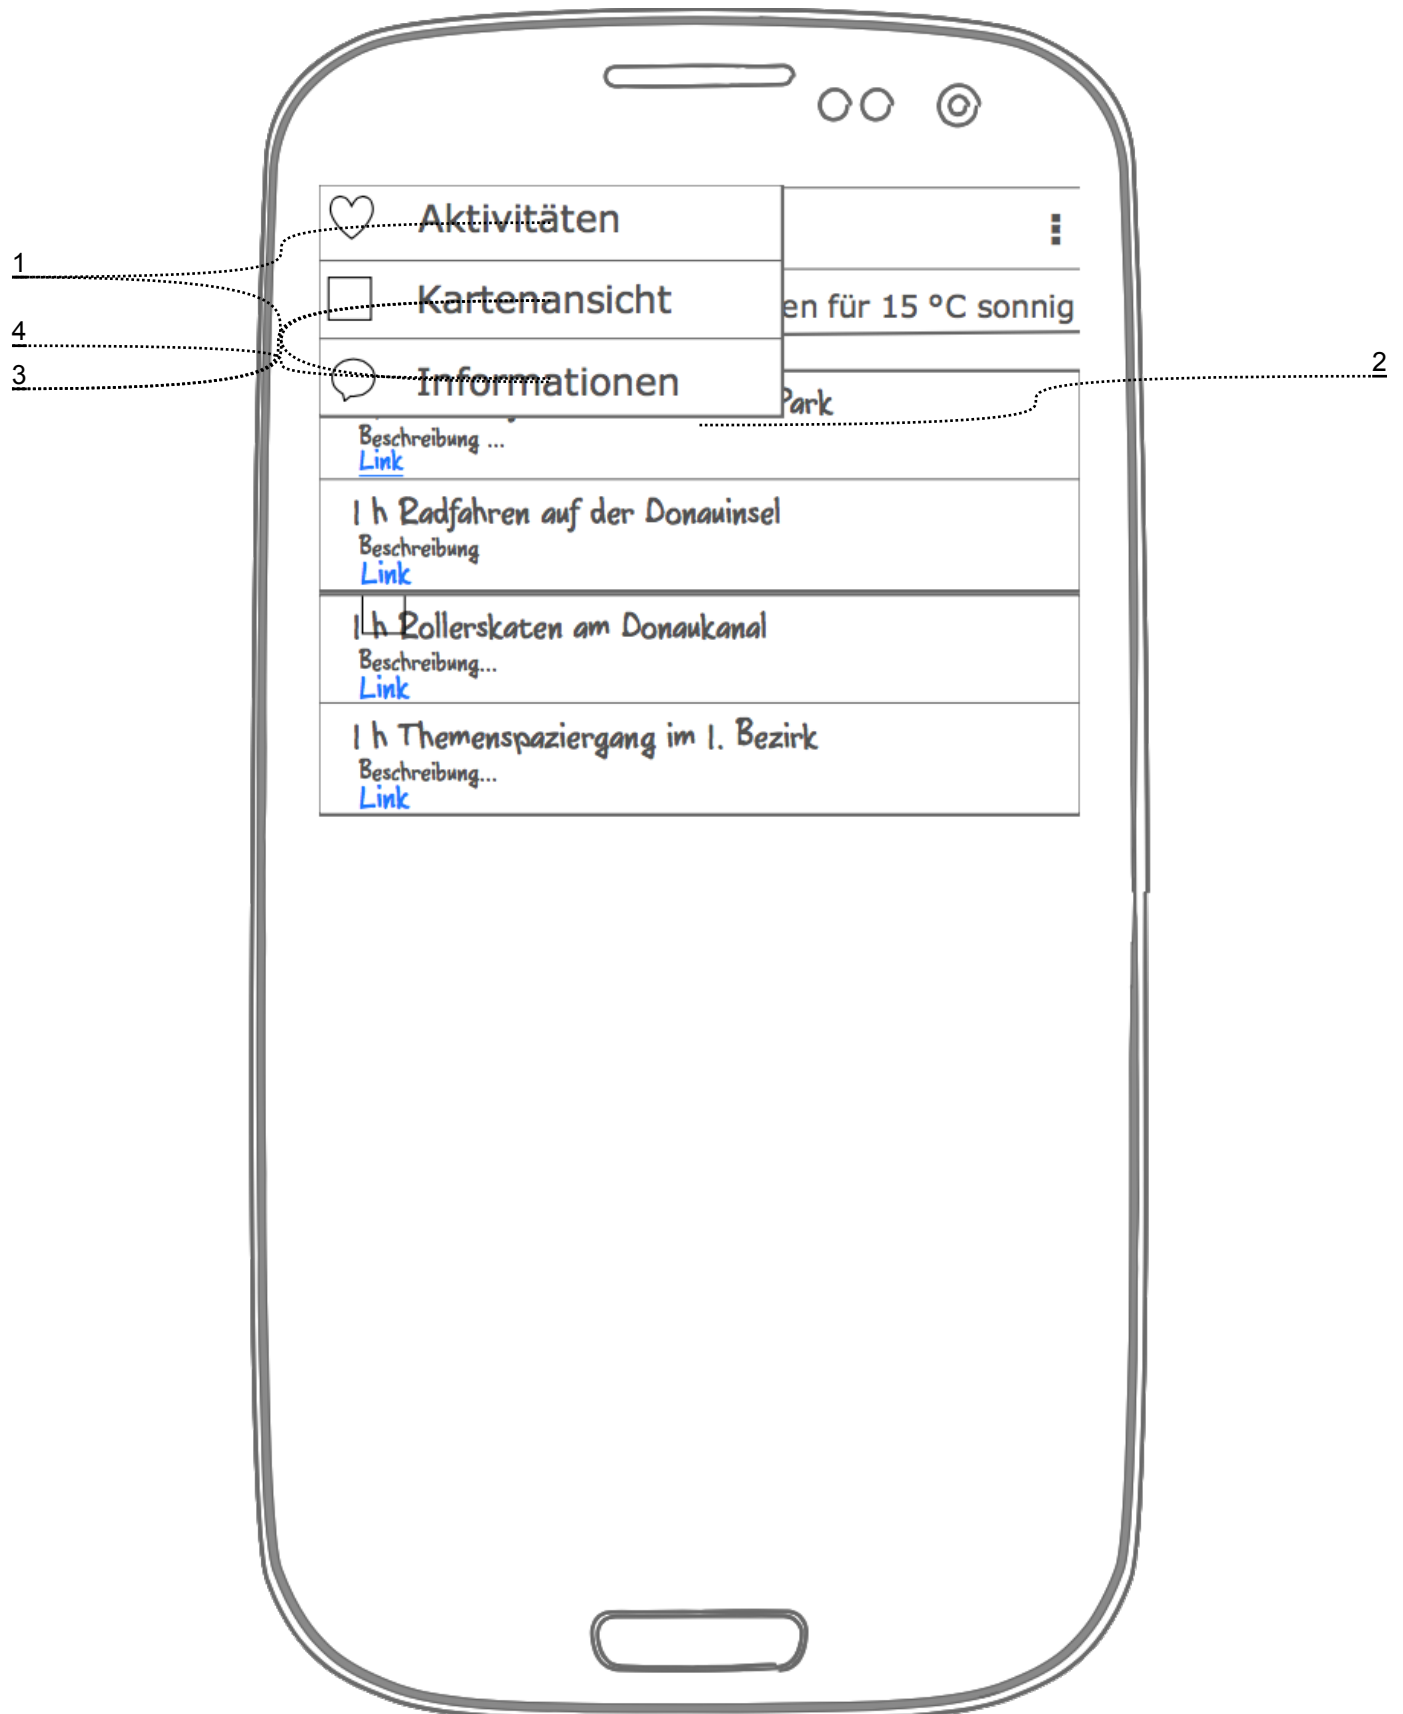 Aktivitäten
1
Kartenansicht
en für 15 °C sonnig
4
3
2
Informationen
Park
Beschreibung ...
Link
1 h Radfahren auf der Donauinsel
Beschreibung
Link
1 h Rollerskaten am Donaukanal
Beschreibung...
Link
1 h Themenspaziergang im 1. Bezirk
Beschreibung...
Link